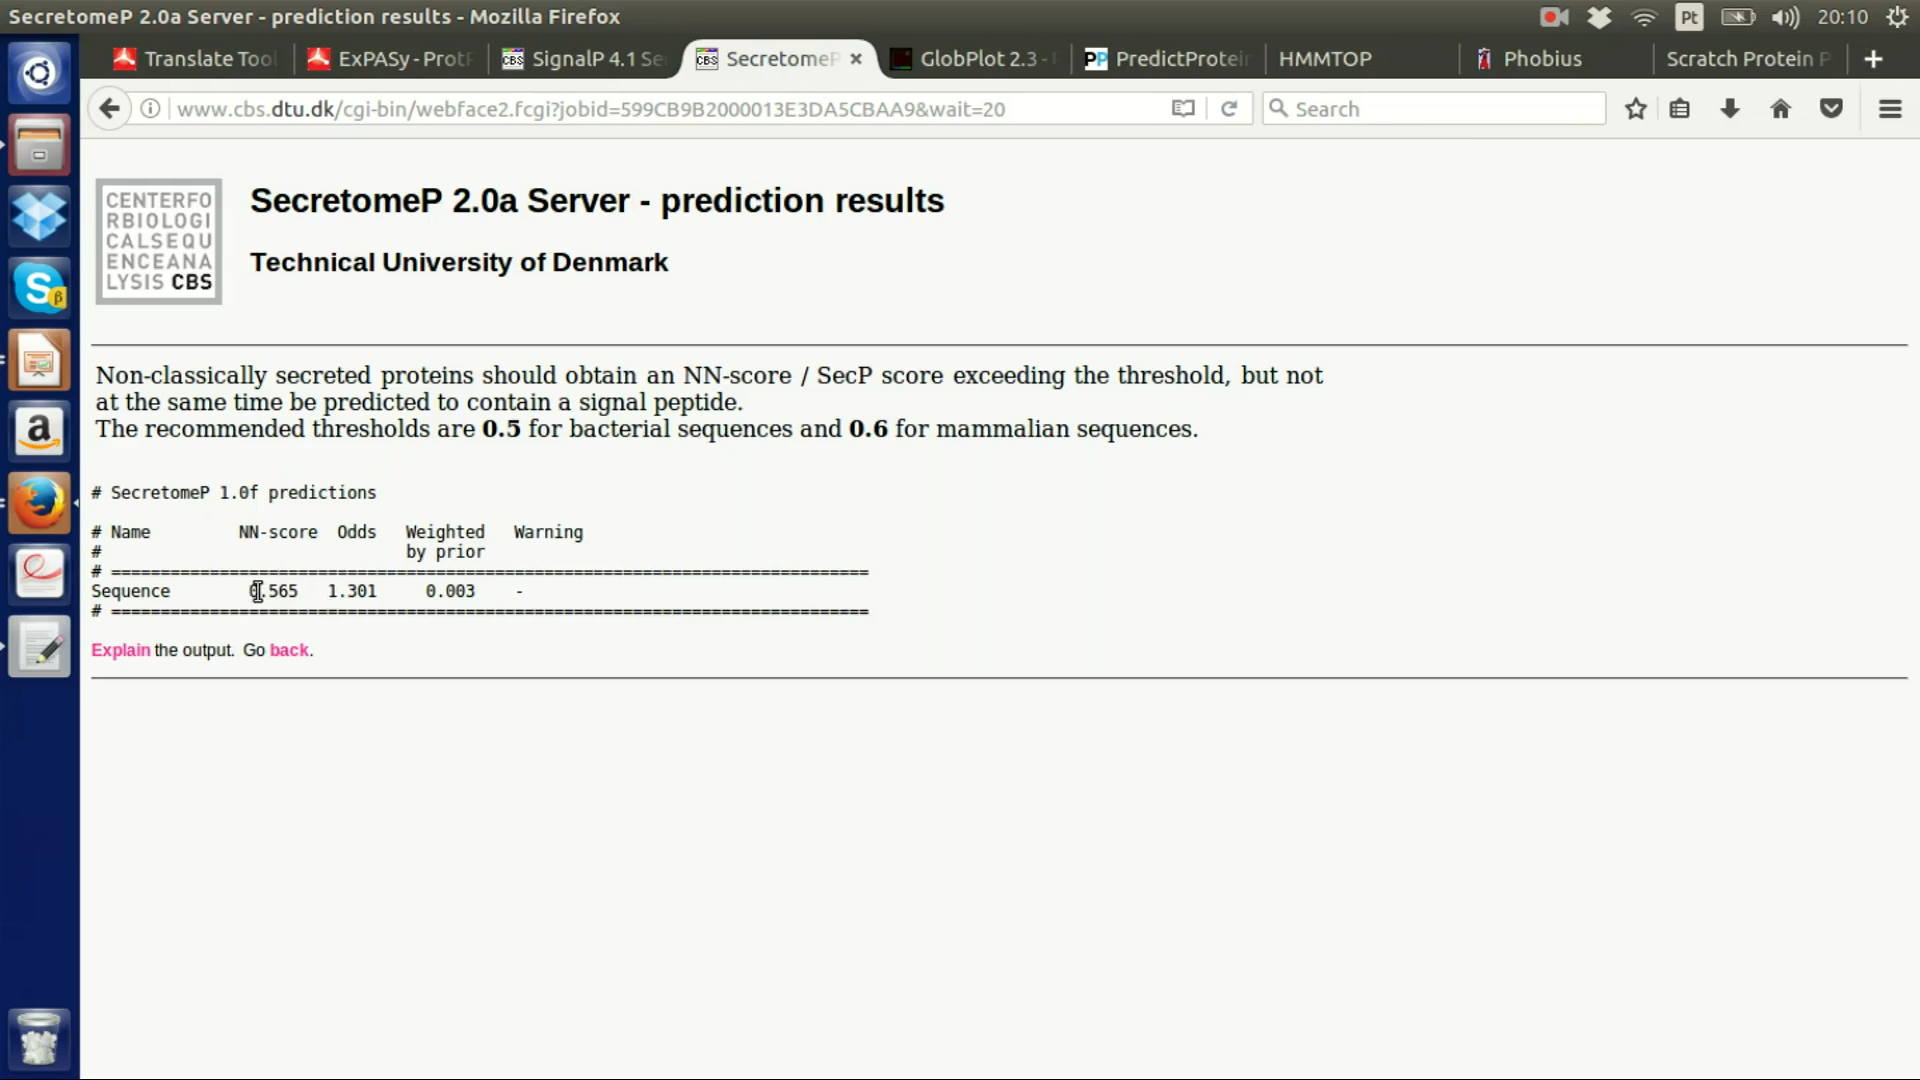 SecretomeP 2.0a Server - prediction results - Mozilla Firefox
Pt
20:10
Translate Tool
ExPASy - ProtP
SignalP 4.1 Se
SecretomeP
GlobPlot 2.3 -
PP PredictProtein
HMMTOP
Phobius
Scratch Protein P
www.cbs.dtu.dk/cgi-bin/webface2.fcgi?jobid=599CB9B2000013E3DA5CBAA9&wait=20
Search
CENTERFO
RBIOLOGI
CALSEQU
ENCEANA
LYSIS CBS
SecretomeP 2.0a Server - prediction results
Technical University of Denmark
Non-classically secreted proteins should obtain an NN-score / SecP score exceeding the threshold, but not
at the same time be predicted to contain a signal peptide.
The recommended thresholds are 0.5 for bacterial sequences and 0.6 for mammalian sequences.
# SecretomeP 1.0f predictions
# Name NN-score Odds Weighted Warning
# by prior
# =============================================================================
Sequence 0.565 1.301 0.003 -
# =============================================================================
Explain the output. Go back.